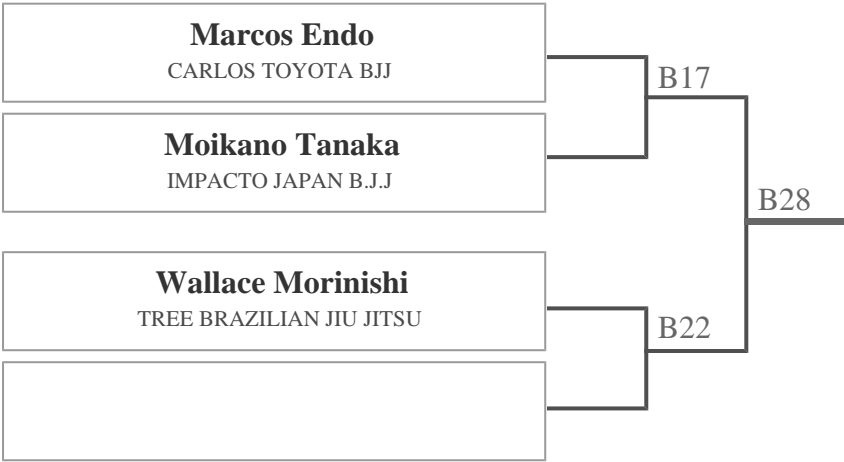 Marcos Endo
CARLOS TOYOTA BJJ
B17
Moikano Tanaka
IMPACTO JAPAN B.J.J
B28
Wallace Morinishi
TREE BRAZILIAN JIU JITSU
B22